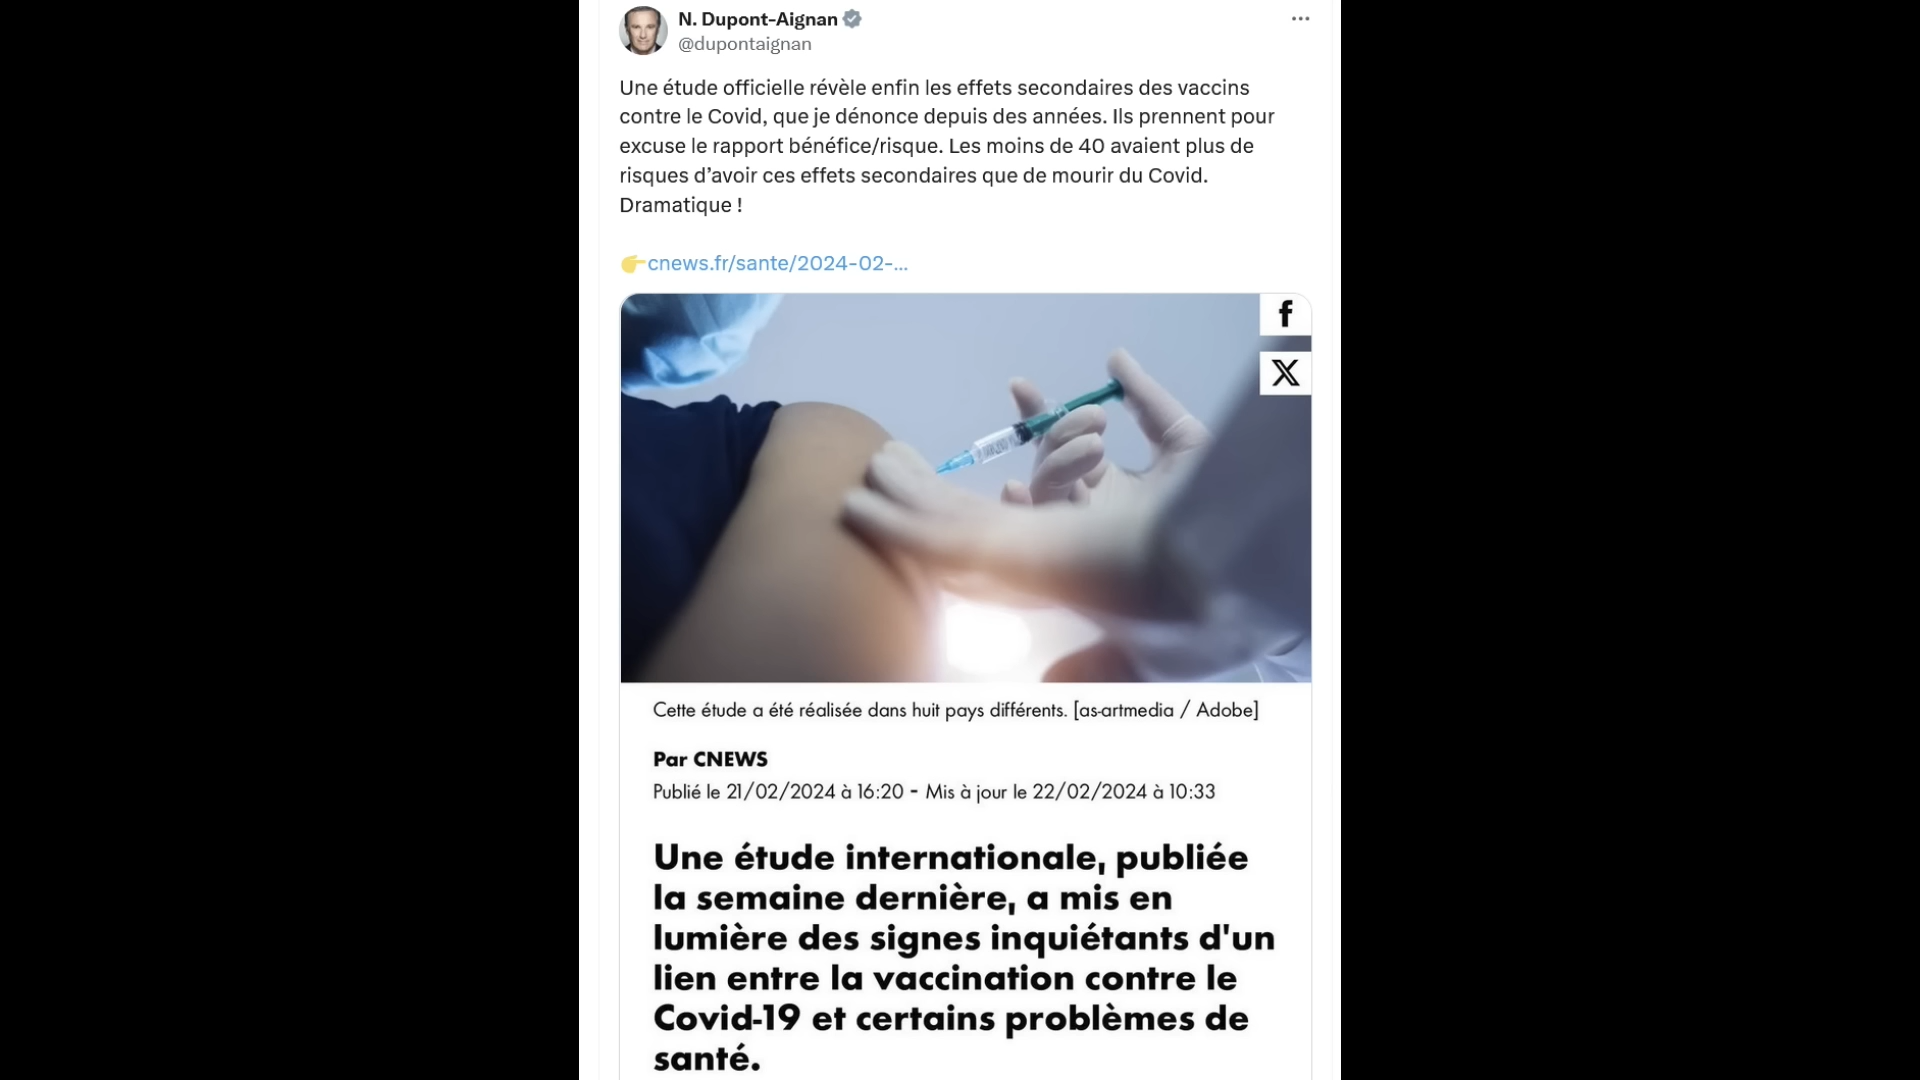 N. Dupont-Aignan
@dupontaignan
Une étude officielle révèle enfin les effets secondaires des vaccins
contre le Covid, que je dénonce depuis des années. Ils prennent pour
excuse le rapport bénéfice/risque. Les moins de 40 avaient plus de
risques d’avoir ces effets secondaires que de mourir du Covid.
Dramatique !
👉cnews.fr/sante/2024-02-...
f
X
Cette étude a été réalisée dans huit pays différents. [as-artmedia / Adobe]
Par CNEWS
Publié le 21/02/2024 à 16:20 - Mis à jour le 22/02/2024 à 10:33
Une étude internationale, publiée
la semaine dernière, a mis en
lumière des signes inquiétants d'un
lien entre la vaccination contre le
Covid-19 et certains problèmes de
santé.